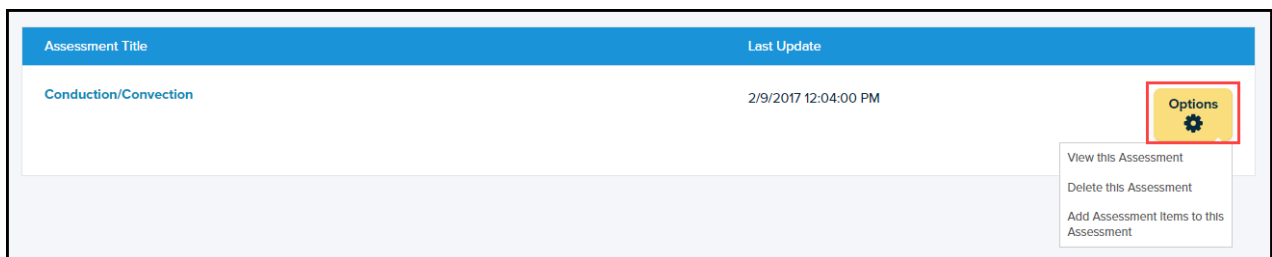 Assessment Title Last Update
Conduction/Convection 2/9/2017 12:04:00 PM
Options
View this Assessment
Delete this Assessment
Add Assessment Items to this
Assessment